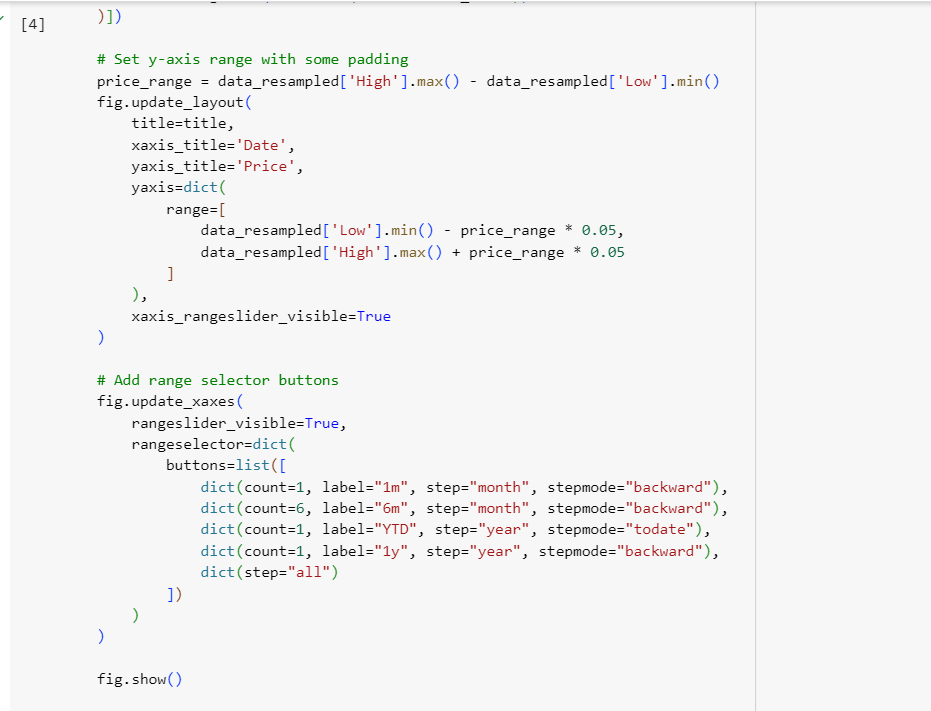 )])
[4]
# Set y-axis range with some padding
price_range = data_resampled['High'].max() - data_resampled['Low'].min()
fig.update_layout(
    title=title,
    xaxis_title='Date',
    yaxis_title='Price',
    yaxis=dict(
        range=[
            data_resampled['Low'].min() - price_range * 0.05,
            data_resampled['High'].max() + price_range * 0.05
        ]
    ),
    xaxis_rangeslider_visible=True
)
# Add range selector buttons
fig.update_xaxes(
    rangeslider_visible=True,
    rangeselector=dict(
        buttons=list([
            dict(count=1, label="1m", step="month", stepmode="backward"),
            dict(count=6, label="6m", step="month", stepmode="backward"),
            dict(count=1, label="YTD", step="year", stepmode="todate"),
            dict(count=1, label="1y", step="year", stepmode="backward"),
            dict(step="all")
        ])
    )
)
fig.show()